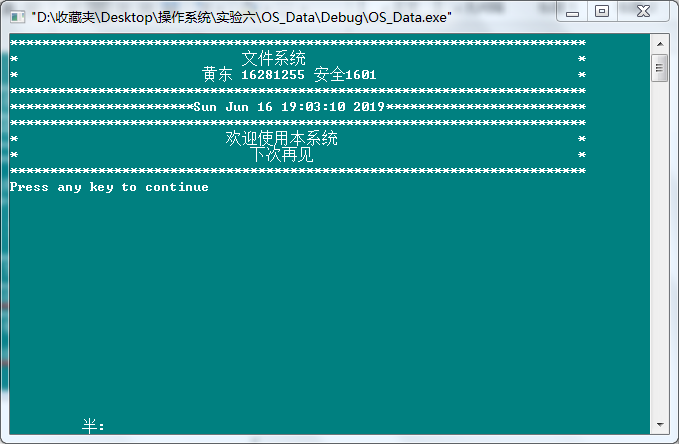 "D:\收藏夹\Desktop\操作系统\实验六\OS_Data\Debug\OS_Data.exe"
************************************************************************
* 文件系统 *
* 黄东 16281255 安全1601 *
************************************************************************
***********************Sun Jun 16 19:03:10 2019*************************
************************************************************************
* 欢迎使用本系统 *
* 下次再见 *
************************************************************************
Press any key to continue
半: